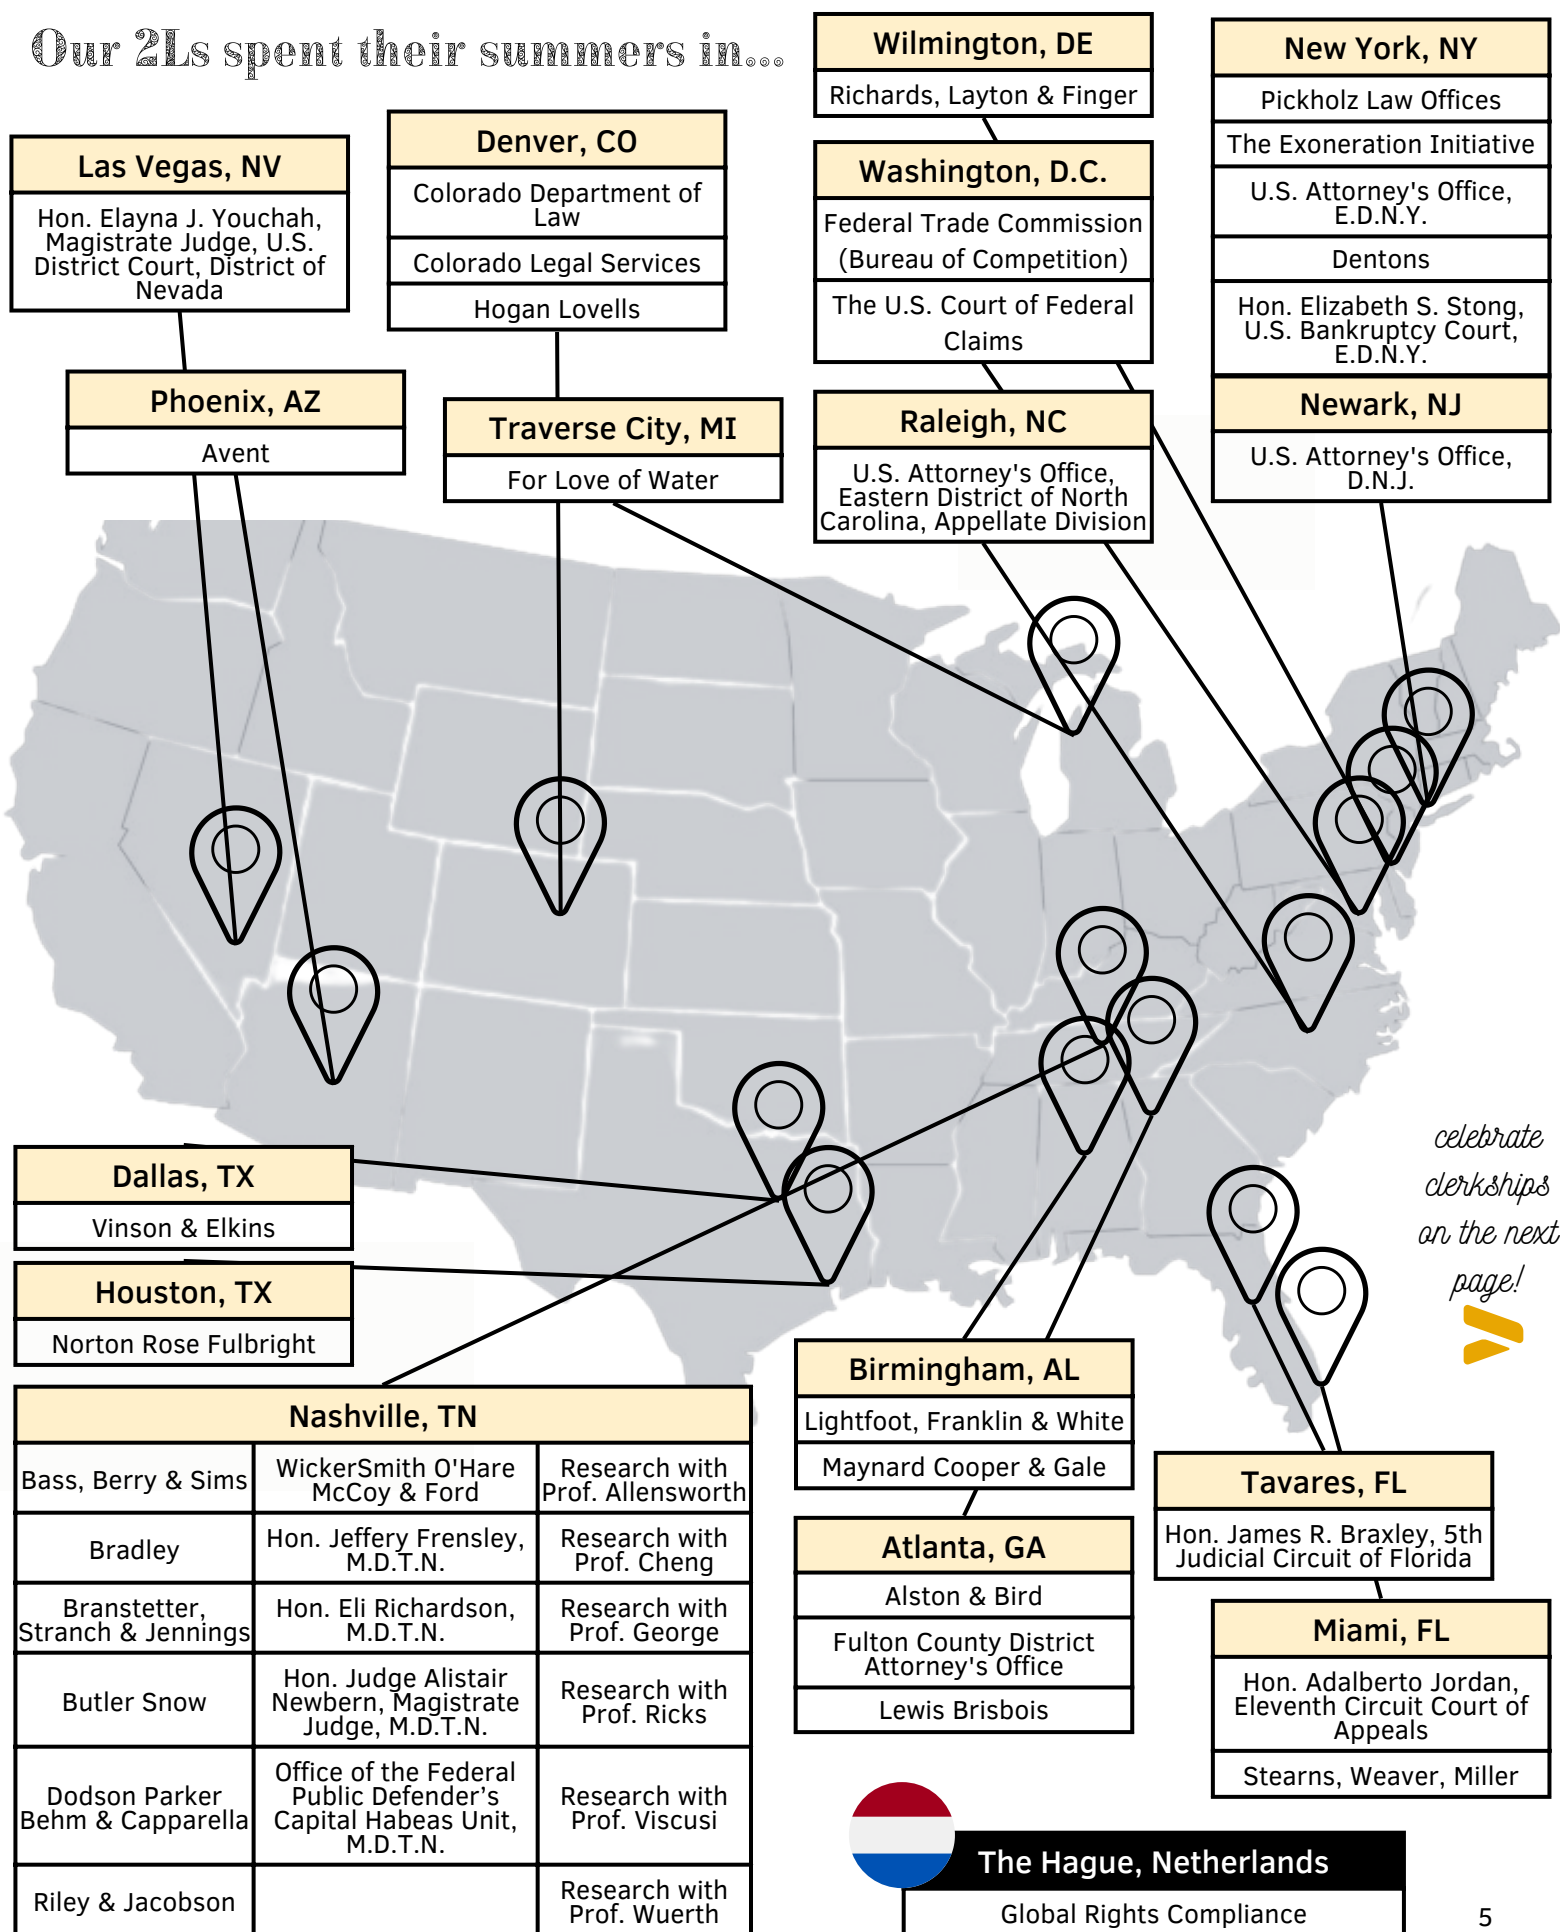 Our 2Ls spent their summers in...
Las Vegas, NV
Hon. Elayna J. Youchah,
Magistrate Judge, U.S.
District Court, District of
Nevada
Phoenix, AZ
Avent
Denver, CO
Colorado Department of
Law
Colorado Legal Services
Hogan Lovells
Traverse City, MI
For Love of Water
Wilmington, DE
Richards, Layton & Finger
Washington, D.C.
Federal Trade Commission
(Bureau of Competition)
The U.S. Court of Federal
Claims
Raleigh, NC
U.S. Attorney's Office,
Eastern District of North
Carolina, Appellate Division
New York, NY
Pickholz Law Offices
The Exoneration Initiative
U.S. Attorney's Office,
E.D.N.Y.
Dentons
Hon. Elizabeth S. Stong,
U.S. Bankruptcy Court,
E.D.N.Y.
Newark, NJ
U.S. Attorney's Office,
D.N.J.
celebrate
clerkships
on the next
page!
Dallas, TX
Vinson & Elkins
Houston, TX
Norton Rose Fulbright
Nashville, TN
Bass, Berry & Sims
WickerSmith O'Hare
McCoy & Ford
Research with
Prof. Allensworth
Bradley
Hon. Jeffery Frensley,
M.D.T.N.
Research with
Prof. Cheng
Branstetter,
Stranch & Jennings
Hon. Eli Richardson,
M.D.T.N.
Research with
Prof. George
Butler Snow
Hon. Judge Alistair
Newbern, Magistrate
Judge, M.D.T.N.
Research with
Prof. Ricks
Dodson Parker
Behm & Capparella
Office of the Federal
Public Defender’s
Capital Habeas Unit,
M.D.T.N.
Research with
Prof. Viscusi
Riley & Jacobson
Research with
Prof. Wuerth
Birmingham, AL
Lightfoot, Franklin & White
Maynard Cooper & Gale
Atlanta, GA
Alston & Bird
Fulton County District
Attorney's Office
Lewis Brisbois
Tavares, FL
Hon. James R. Braxley, 5th
Judicial Circuit of Florida
Miami, FL
Hon. Adalberto Jordan,
Eleventh Circuit Court of
Appeals
Stearns, Weaver, Miller
The Hague, Netherlands
Global Rights Compliance
5